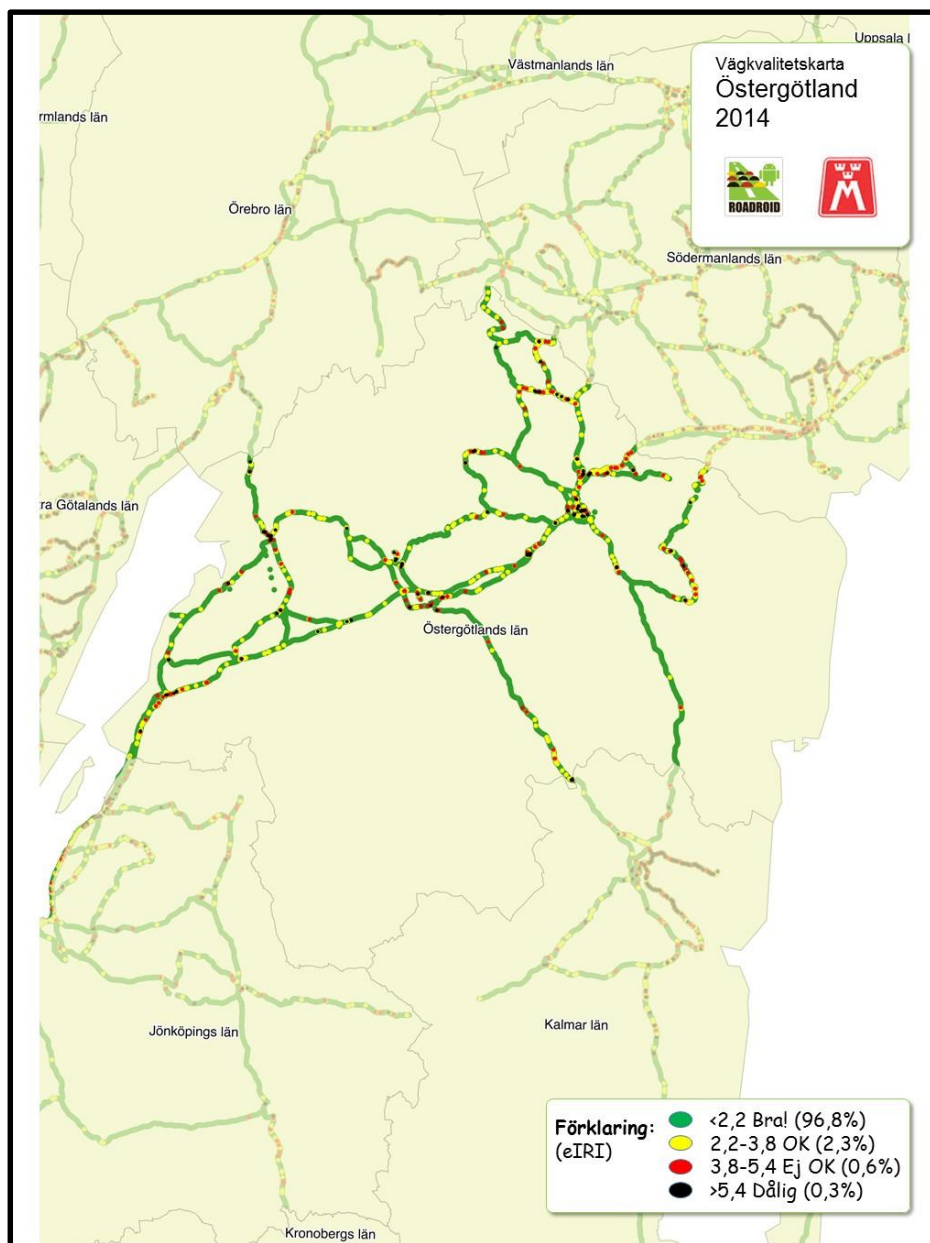 Uppsala l
Västmanlands län
Vägkvalitetskarta
Östergötland
2014
ROADROID
M
rmlands län
Örebro län
Södermanlands län
tra Götalands län
Östergötlands län
Jönköpings län
Kalmar län
Förklaring:
(eIRI)
<2,2 Bra! (96,8%)
2,2-3,8 OK (2,3%)
3,8-5,4 Ej OK (0,6%)
>5,4 Dålig (0,3%)
Kronobergs län